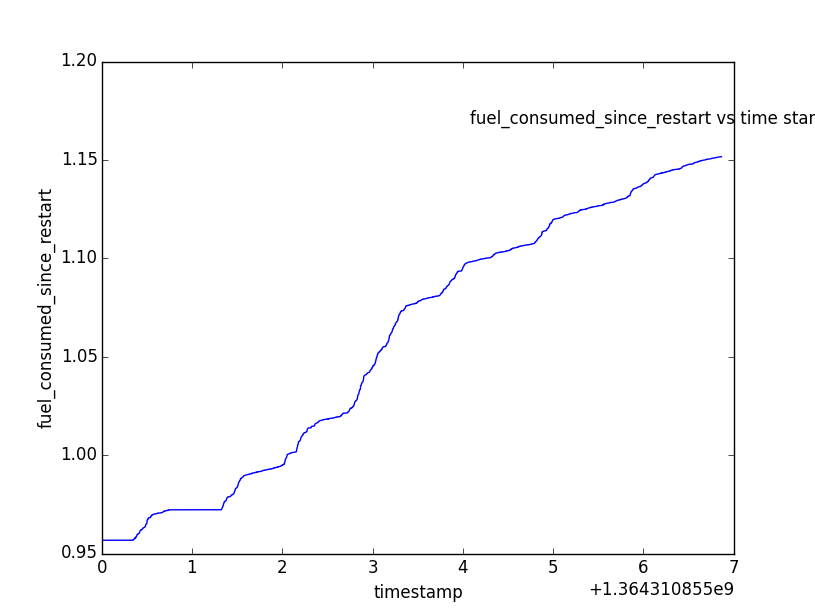 1.20
fuel_consumed_since_restart vs time star
1.15
1.10
1.05
1.00
0.95
fuel_consumed_since_restart
0 1 2 3 4 5 6 7
timestamp
+1.364310855e9